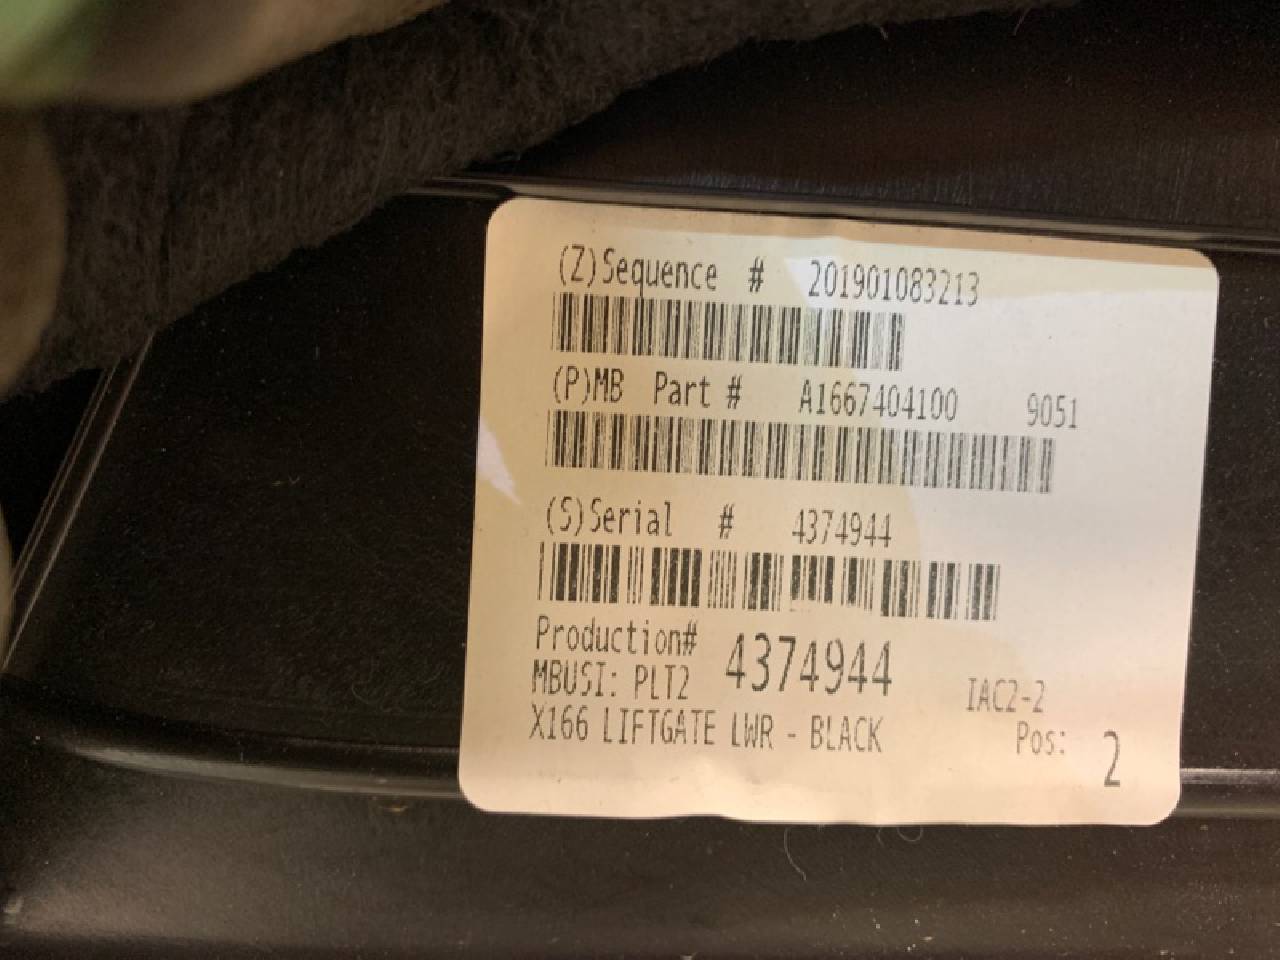 (Z)Sequence # 201901083213
(P)MB Part # A1667404100 9051
(S)Serial # 4374944
Production# 4374944
MBUSI: PLT2 IAC2-2
X166 LIFTGATE LWR - BLACK Pos: 2